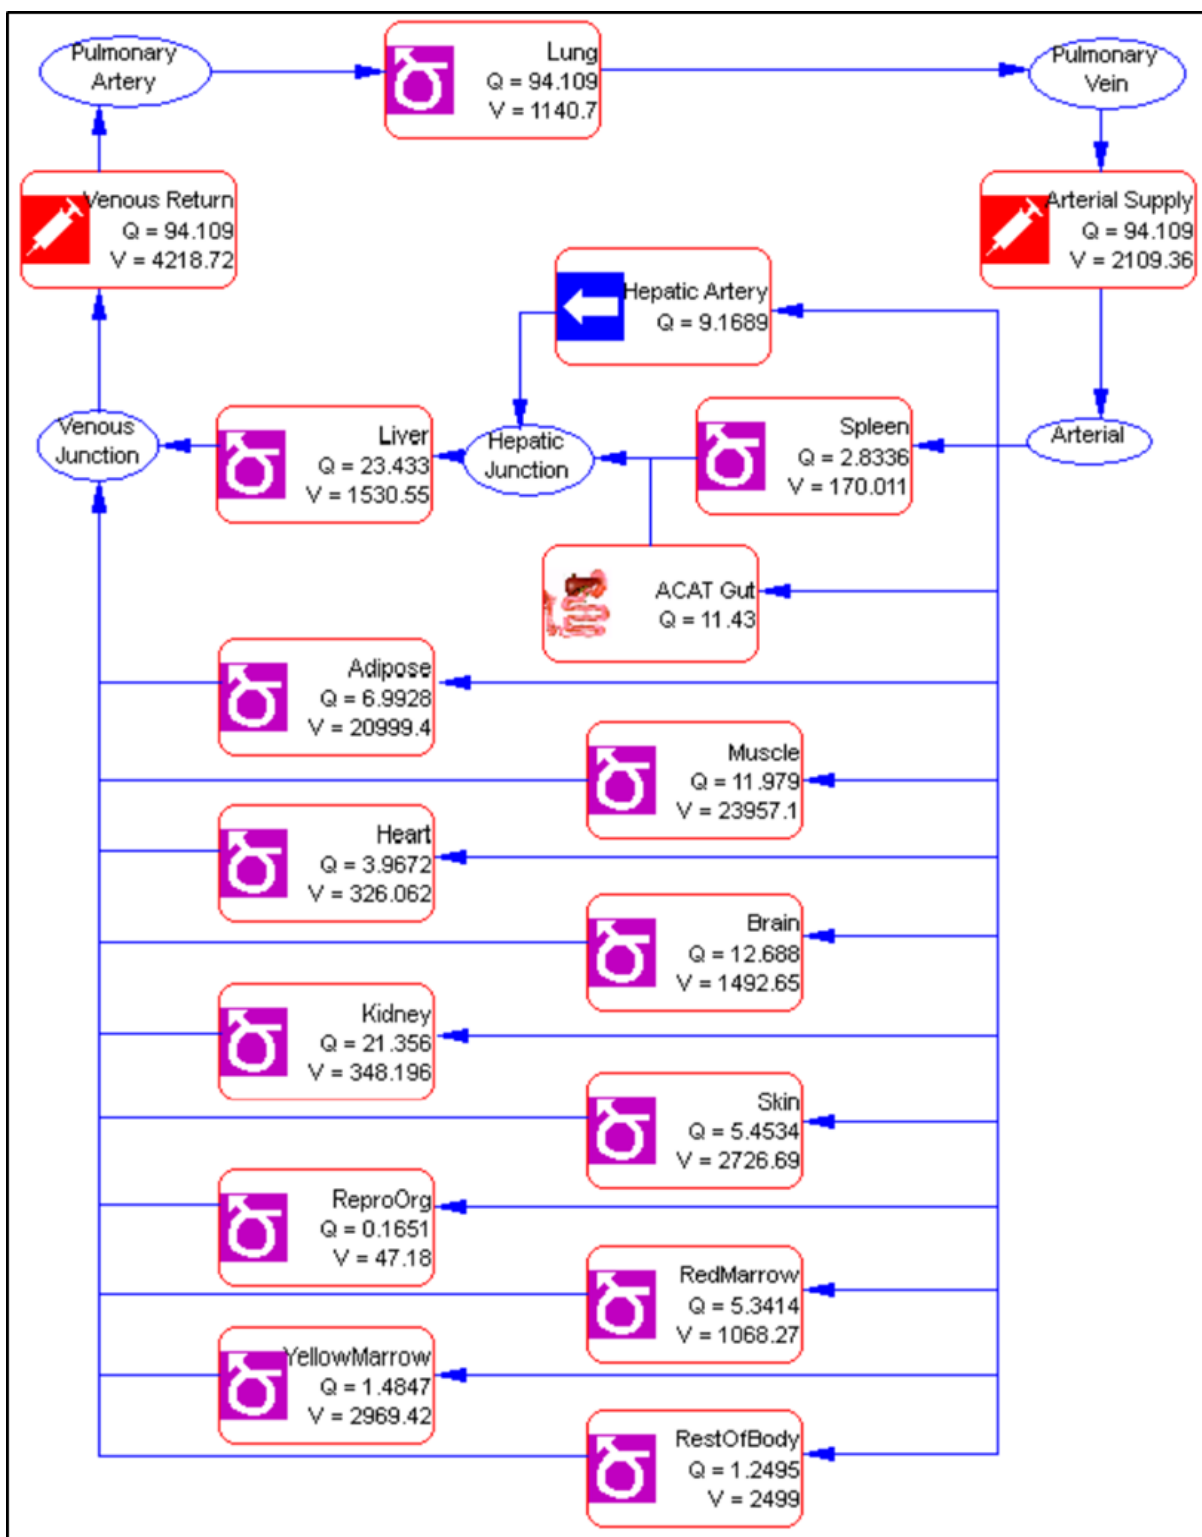 Pulmonary
Artery
Lung
Q = 94.109
V = 1140.7
Pulmonary
Vein
Venous Return
Q = 94.109
V = 4218.72
Arterial Supply
Q = 94.109
V = 2109.36
Hepatic Artery
Q = 9.1689
Venous
Junction
Liver
Q = 23.433
V = 1530.55
Hepatic
Junction
Spleen
Q = 2.8336
V = 170.011
Arterial
ACAT Gut
Q = 11.43
Adipose
Q = 6.9928
V = 20999.4
Muscle
Q = 11.979
V = 23957.1
Heart
Q = 3.9672
V = 326.062
Brain
Q = 12.688
V = 1492.65
Kidney
Q = 21.356
V = 348.196
Skin
Q = 5.4534
V = 2726.69
ReproOrg
Q = 0.1651
V = 47.18
RedMarrow
Q = 5.3414
V = 1068.27
YellowMarrow
Q = 1.4847
V = 2969.42
RestOfBody
Q = 1.2495
V = 2499